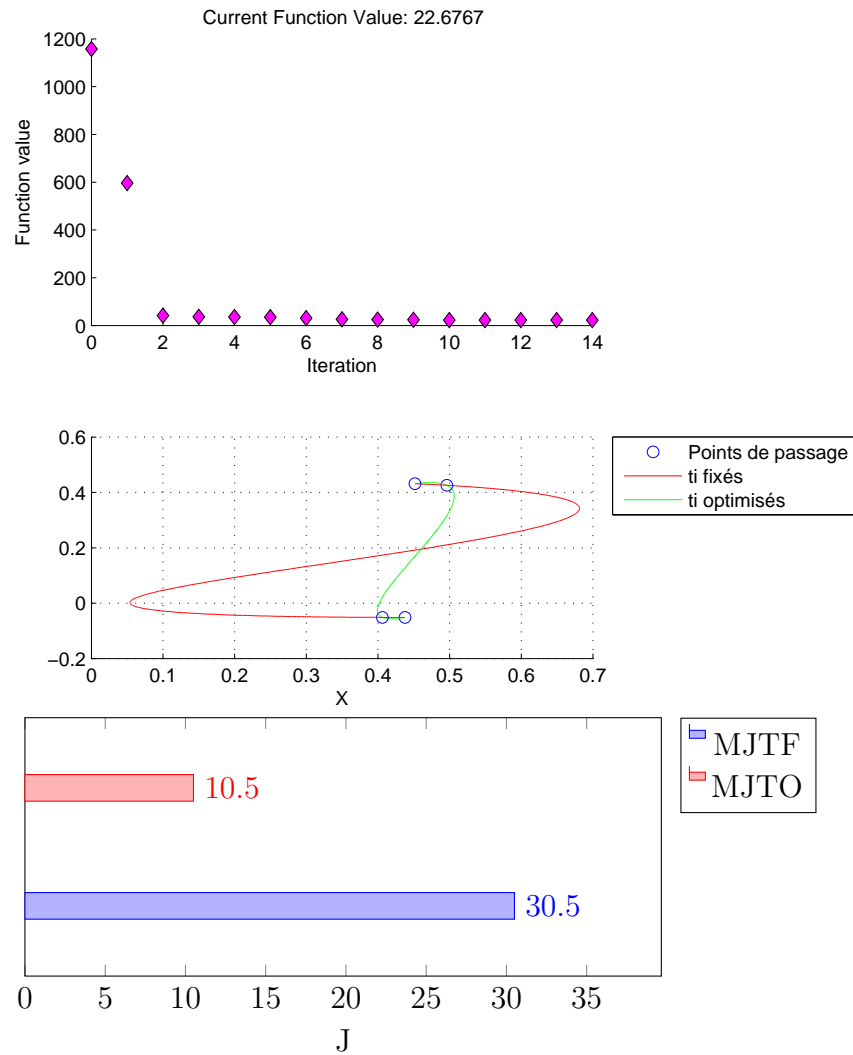 Current Function Value: 22.6767
1200
1000
800
600
400
200
0
Function value
0 2 4 6 8 10 12 14
Iteration
0.6
0.4
0.2
0
−0.2
0 0.1 0.2 0.3 0.4 0.5 0.6 0.7
X
Points de passage
ti fixés
ti optimisés
10.5
30.5
0 5 10 15 20 25 30 35
J
MJTF
MJTO